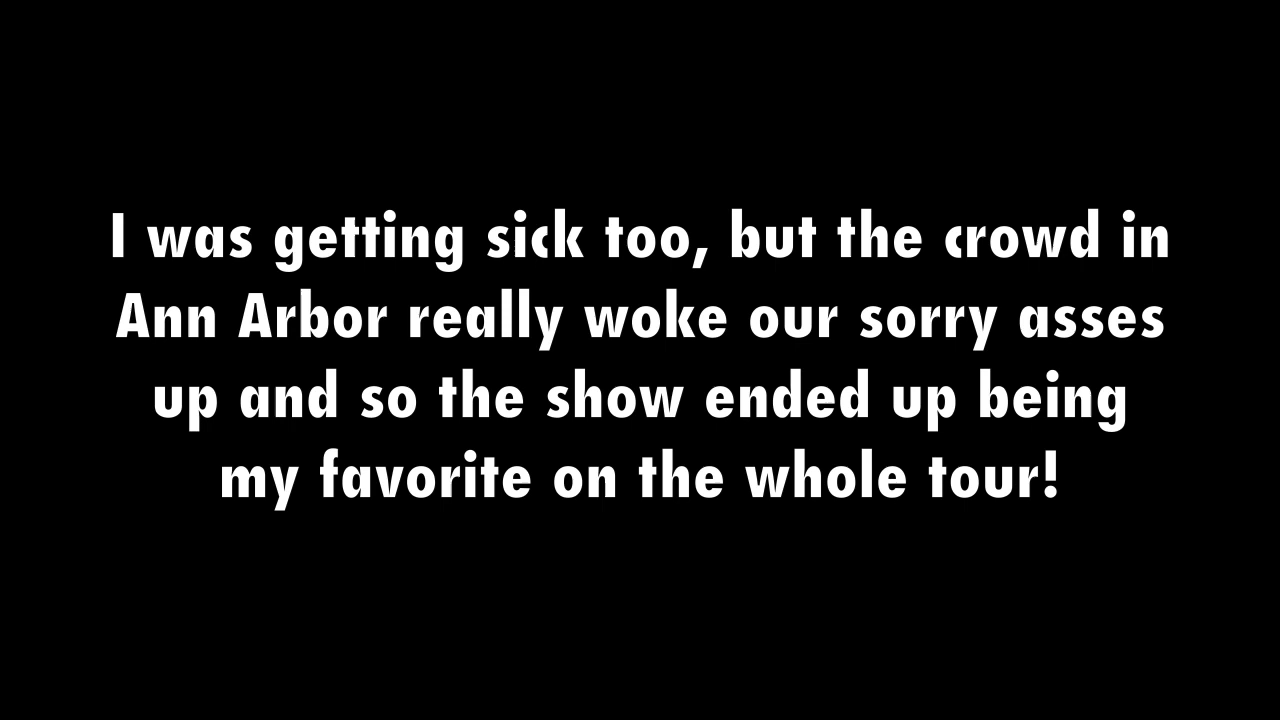 I was getting sick too, but the crowd in
Ann Arbor really woke our sorry asses
up and so the show ended up being
my favorite on the whole tour!